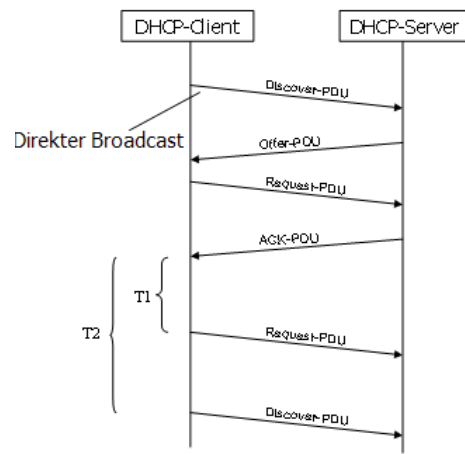 DHCP-Client
DHCP-Server
Discover-PDU
Direkter Broadcast
Offer-PDU
Request-PDU
ACK-PDU
T1
T2
Request-PDU
Discover-PDU